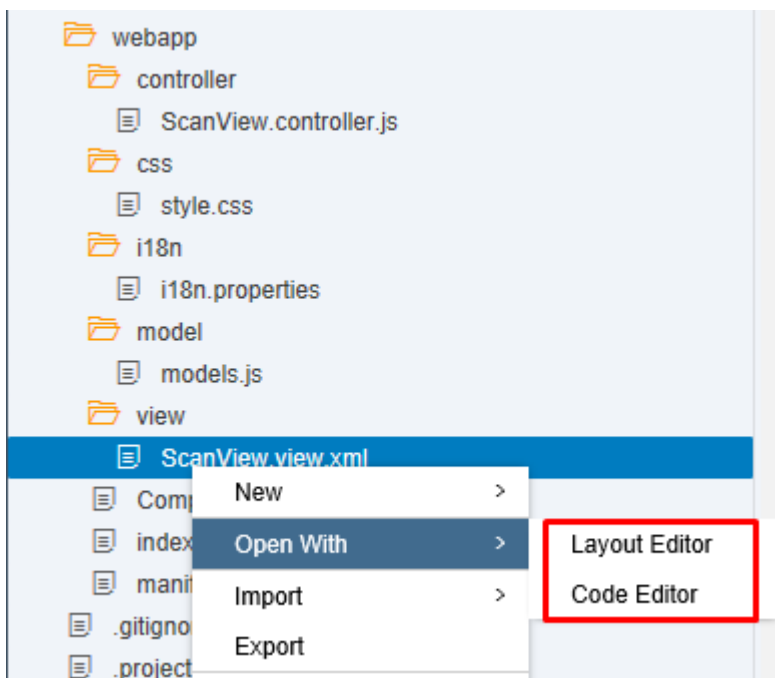 webapp
controller
ScanView.controller.js
css
style.css
i18n
i18n.properties
model
models.js
view
ScanView.view.xml
Comp
New >
index
Open With >
Layout Editor
manif
Import >
Code Editor
.gitigno
Export
.project